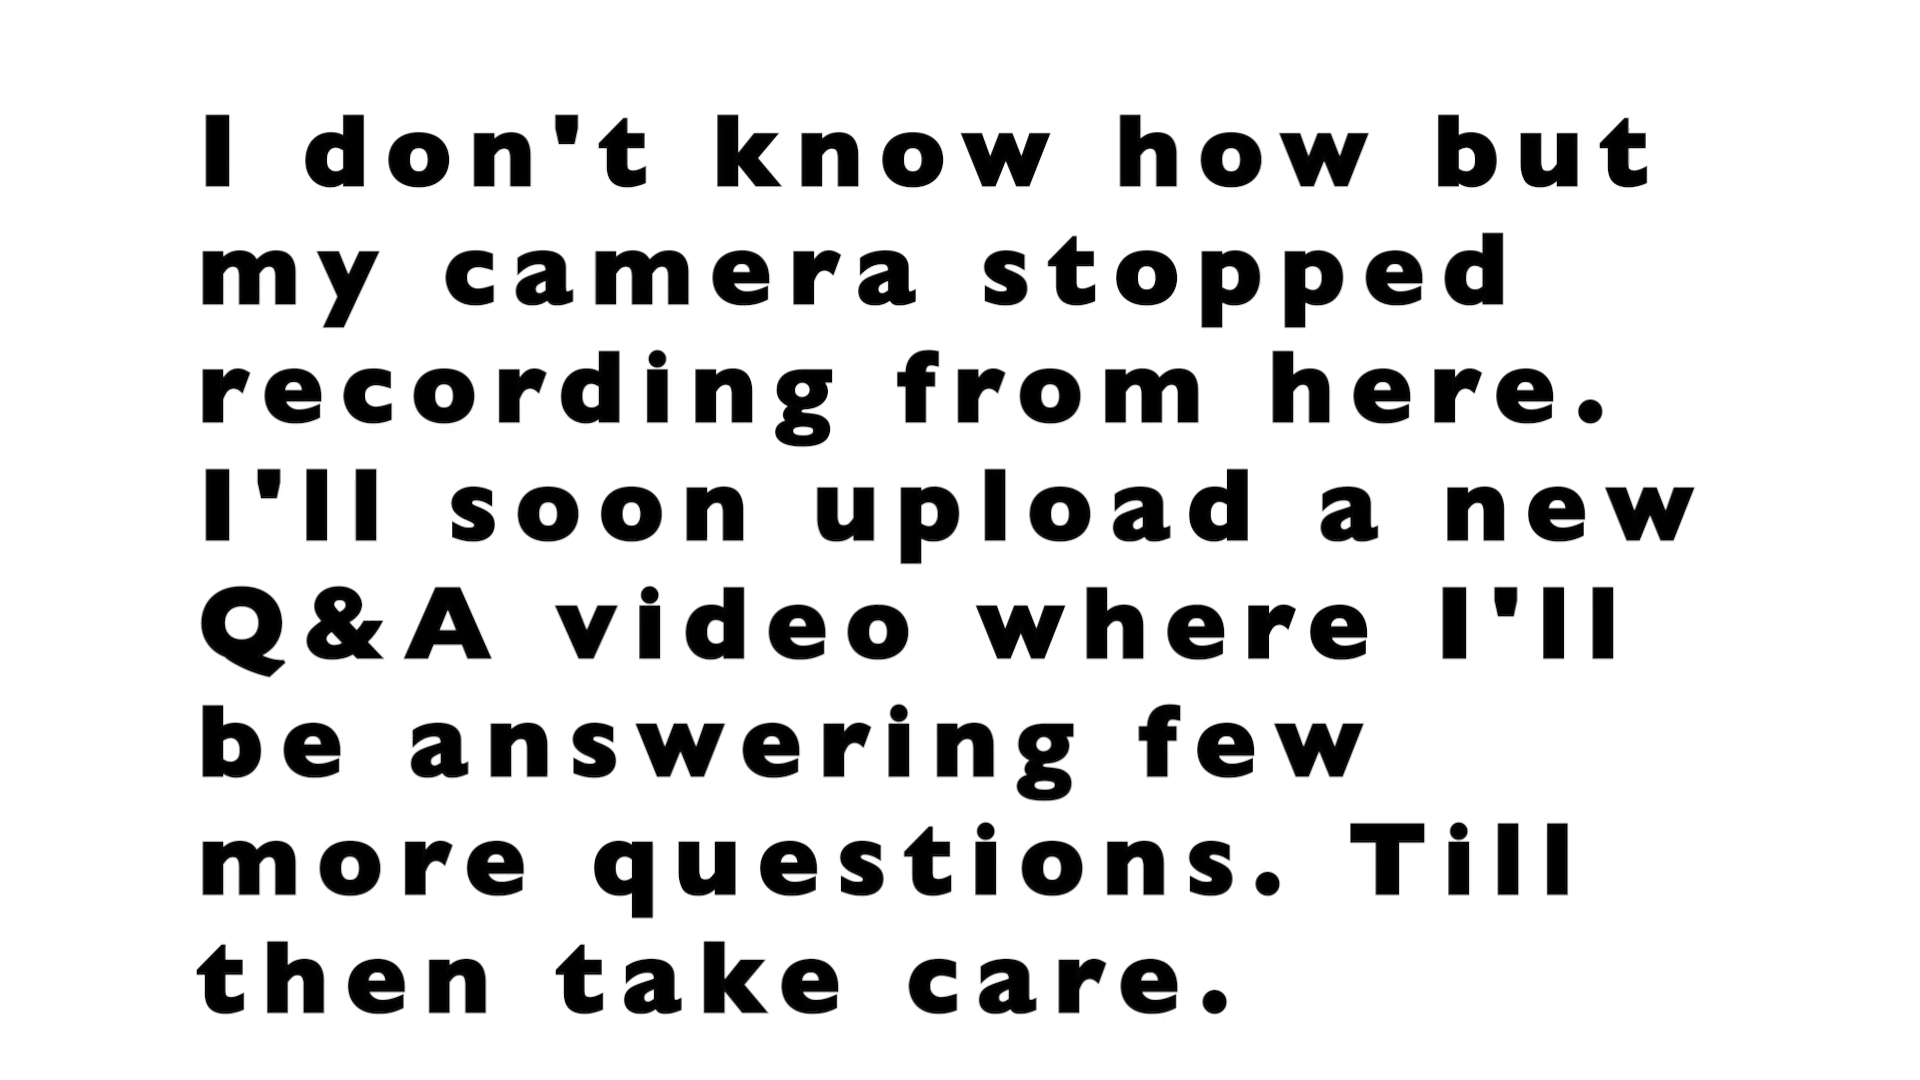 I don't know how but
my camera stopped
recording from here.
I'll soon upload a new
Q&A video where I'll
be answering few
more questions. Till
then take care.